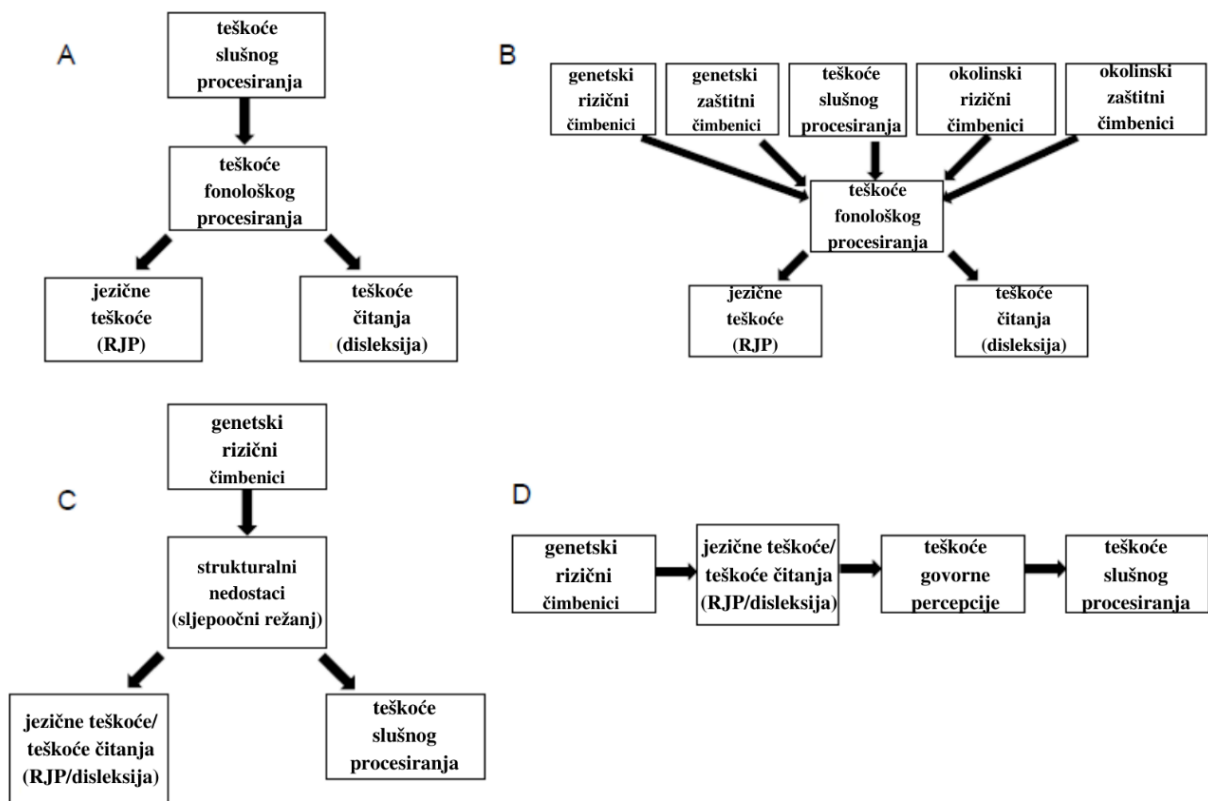 A
teškoće
slušnog
procesiranja
teškoće
fonološkog
procesiranja
jezične
teškoće
(RJP)
teškoće
čitanja
(disleksija)
B
genetski
rizični
čimbenici
genetski
zaštitni
čimbenici
teškoće
slušnog
procesiranja
okolinski
rizični
čimbenici
okolinski
zaštitni
čimbenici
teškoće
fonološkog
procesiranja
jezične
teškoće
(RJP)
teškoće
čitanja
(disleksija)
C
genetski
rizični
čimbenici
strukturalni
nedostaci
(sljepoočni režanj)
jezične teškoće/
teškoće čitanja
(RJP/disleksija)
teškoće
slušnog
procesiranja
D
genetski
rizični
čimbenici
jezične teškoće/
teškoće čitanja
(RJP/disleksija)
teškoće
govorne
percepcije
teškoće
slušnog
procesiranja